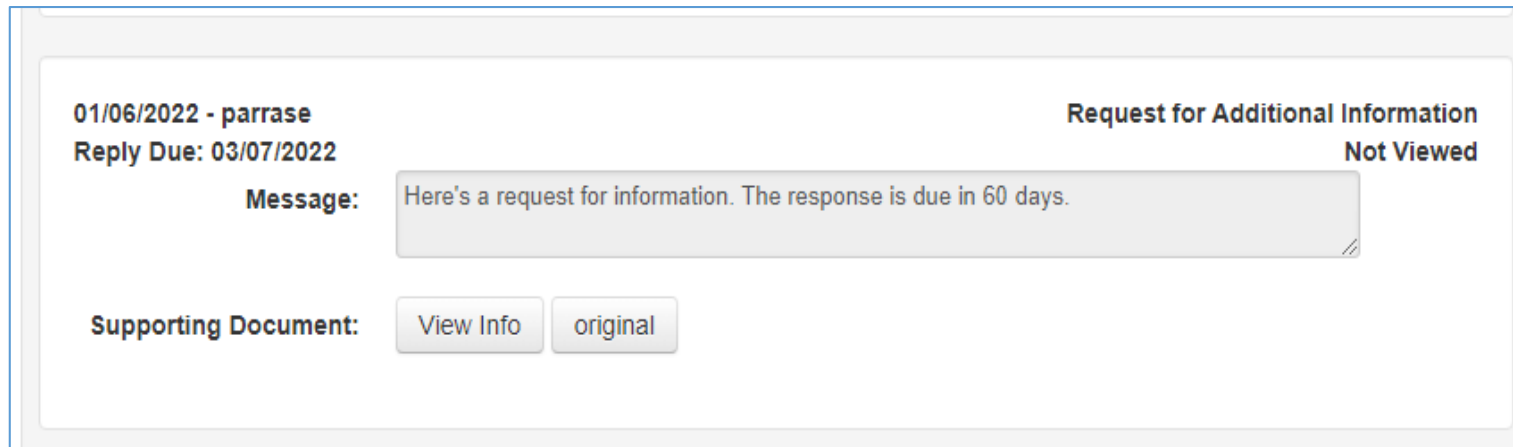 01/06/2022 - parrase
Request for Additional Information
Reply Due: 03/07/2022
Not Viewed
Message:
Here's a request for information. The response is due in 60 days.
Supporting Document:
View Info
original